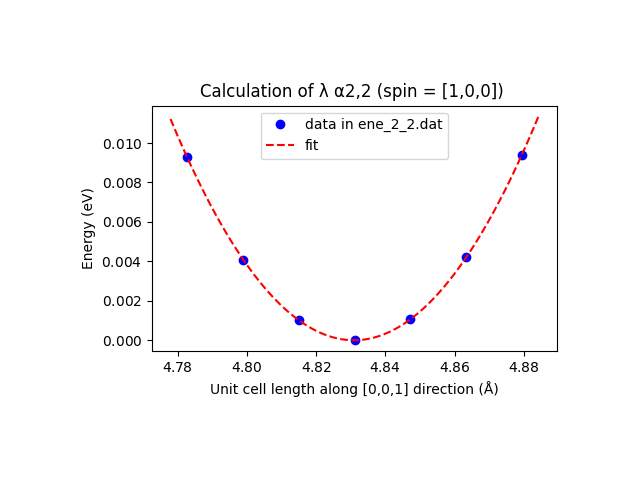 Calculation of λ α2,2 (spin = [1,0,0])
data in ene_2_2.dat
fit
Energy (eV)
0.010
0.008
0.006
0.004
0.002
0.000
4.78 4.80 4.82 4.84 4.86 4.88
Unit cell length along [0,0,1] direction (Å)